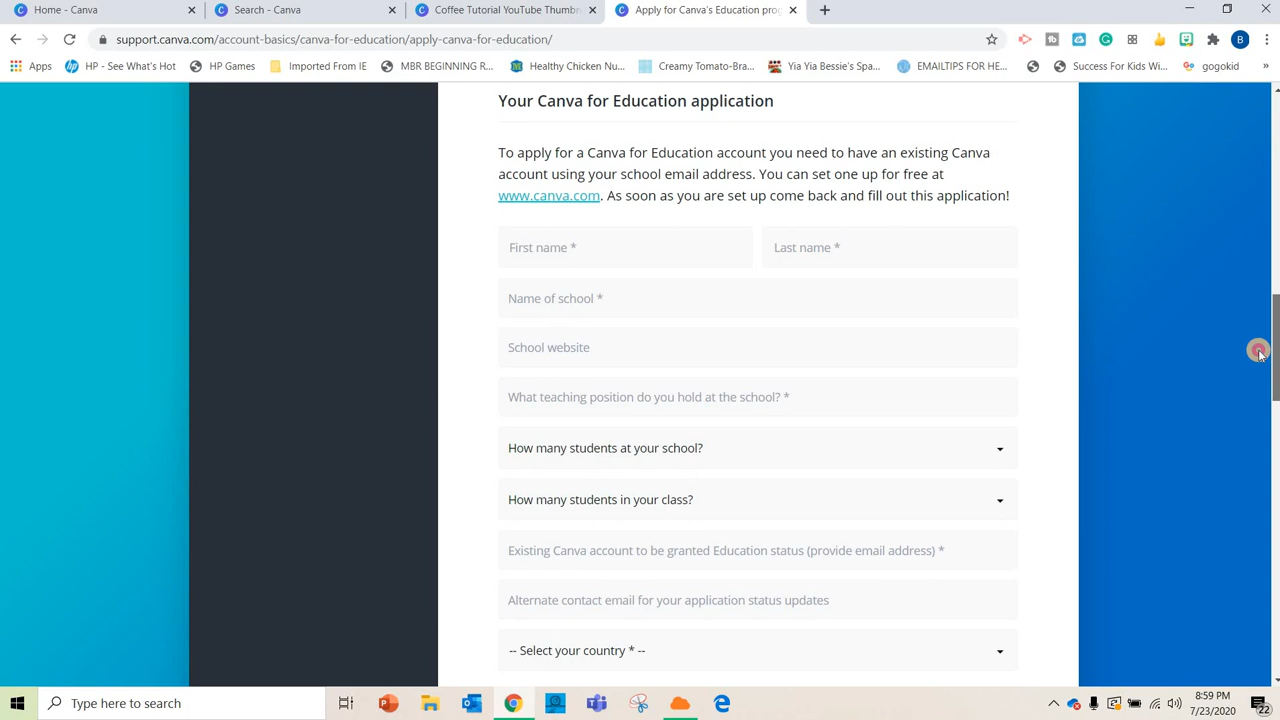 Home - Canva
Search - Canva
Coffee Tutorial YouTube Thumbn
Apply for Canva's Education prog
support.canva.com/account-basics/canva-for-education/apply-canva-for-education/
Apps
HP - See What's Hot
HP Games
Imported From IE
MBR BEGINNING R...
Healthy Chicken Nu...
Creamy Tomato-Bra...
Yia Yia Bessie's Spa...
EMAILTIPS FOR HE...
Success For Kids Wi...
gogokid
»
B
Your Canva for Education application
To apply for a Canva for Education account you need to have an existing Canva
account using your school email address. You can set one up for free at
www.canva.com. As soon as you are set up come back and fill out this application!
First name *
Last name *
Name of school *
School website
What teaching position do you hold at the school? *
How many students at your school?
How many students in your class?
Existing Canva account to be granted Education status (provide email address) *
Alternate contact email for your application status updates
-- Select your country * --
Type here to search
8:59 PM
7/23/2020
22